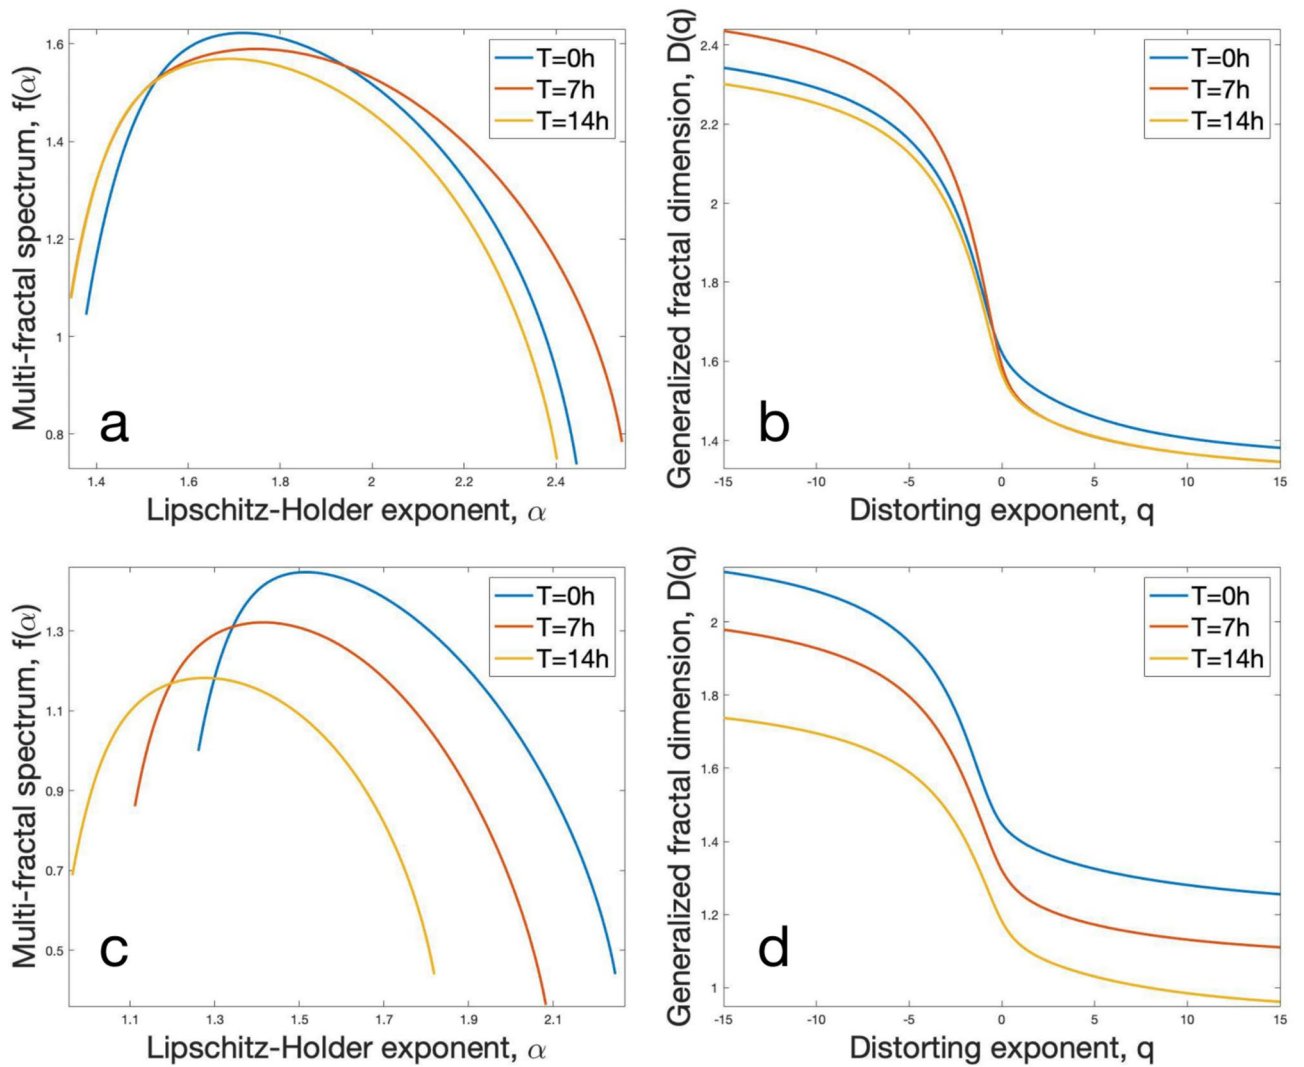 Multi-fractal spectrum, f(α)
1.6
1.4
1.2
1
0.8
T=0h
T=7h
T=14h
a
1.4 1.6 1.8 2 2.2 2.4
Lipschitz-Holder exponent, α
Generalized fractal dimension, D(q)
2.4
2.2
2
1.8
1.6
1.4
T=0h
T=7h
T=14h
b
-15 -10 -5 0 5 10 15
Distorting exponent, q
Multi-fractal spectrum, f(α)
1.3
1.1
0.9
0.7
0.5
T=0h
T=7h
T=14h
c
1.1 1.3 1.5 1.7 1.9 2.1
Lipschitz-Holder exponent, α
Generalized fractal dimension, D(q)
2
1.8
1.6
1.4
1.2
1
T=0h
T=7h
T=14h
d
-15 -10 -5 0 5 10 15
Distorting exponent, q